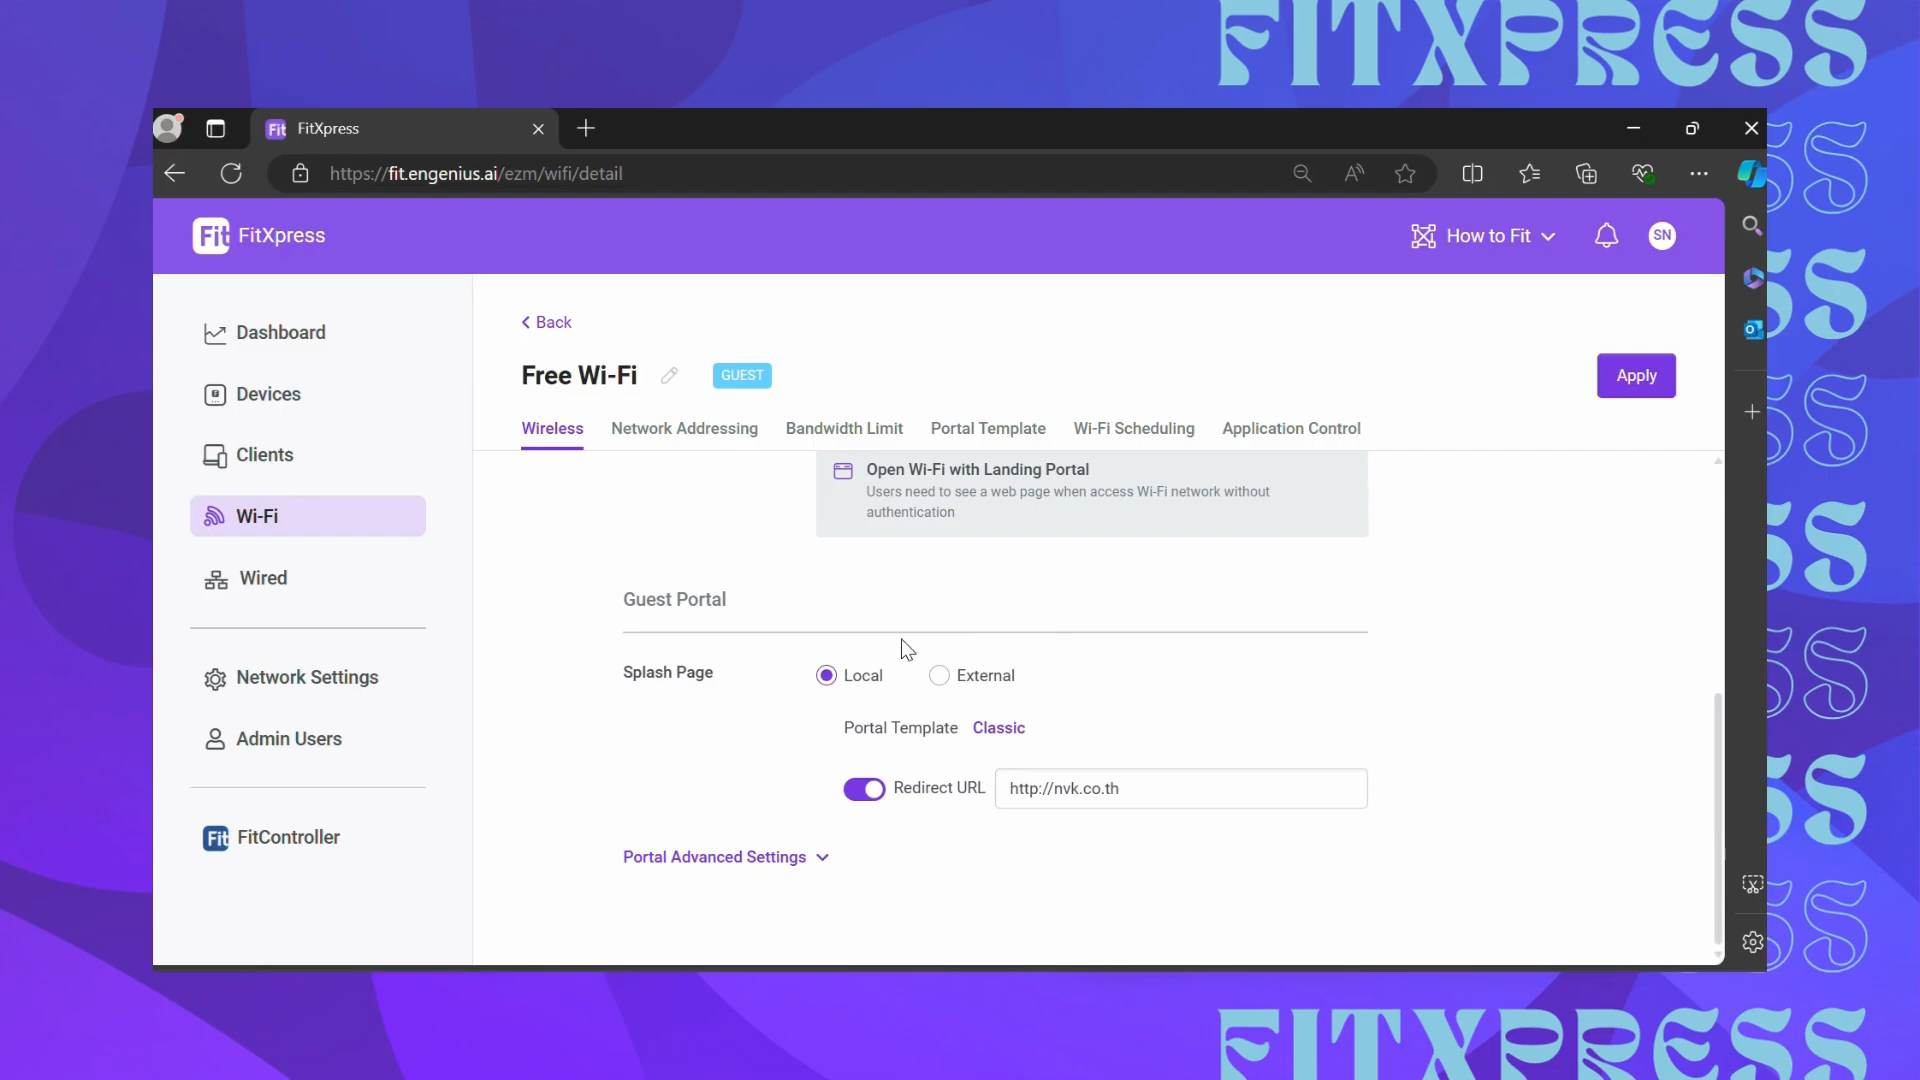 FITXPRESS
Fit FitXpress
https://fit.engenius.ai/ezm/wifi/detail
Fit FitXpress
How to Fit
SN
Dashboard
Devices
Clients
Wi-Fi
Wired
Network Settings
Admin Users
Fit FitController
Back
Free Wi-Fi
GUEST
Apply
Wireless Network Addressing Bandwidth Limit Portal Template Wi-Fi Scheduling Application Control
Open Wi-Fi with Landing Portal
Users need to see a web page when access Wi-Fi network without
authentication
Guest Portal
Splash Page
Local
External
Portal Template Classic
Redirect URL http://nvk.co.th
Portal Advanced Settings
S
S
S
S
S
S
S
FITXPRESS